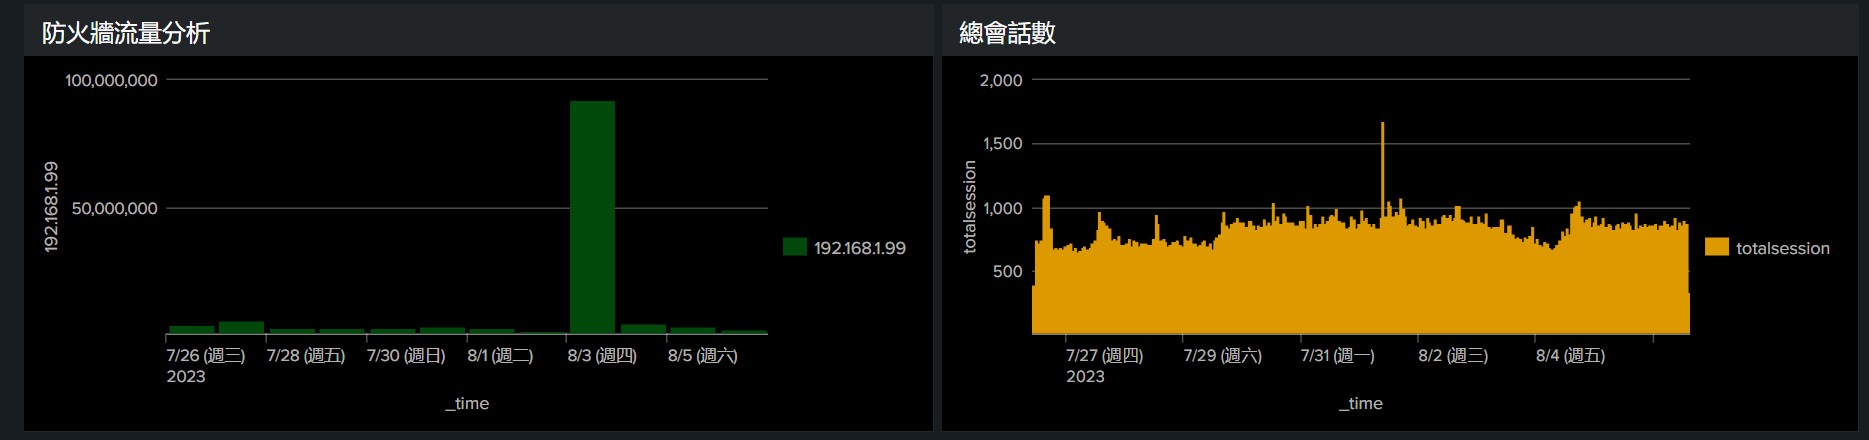 防火牆流量分析
100,000,000
50,000,000
192.168.1.99
192.168.1.99
7/26 (週三) 7/28 (週五) 7/30 (週日) 8/1 (週二) 8/3 (週四) 8/5 (週六)
2023
_time
總會話數
2,000
1,500
1,000
500
totalsession
totalsession
7/27 (週四) 7/29 (週六) 7/31 (週一) 8/2 (週三) 8/4 (週五)
2023
_time